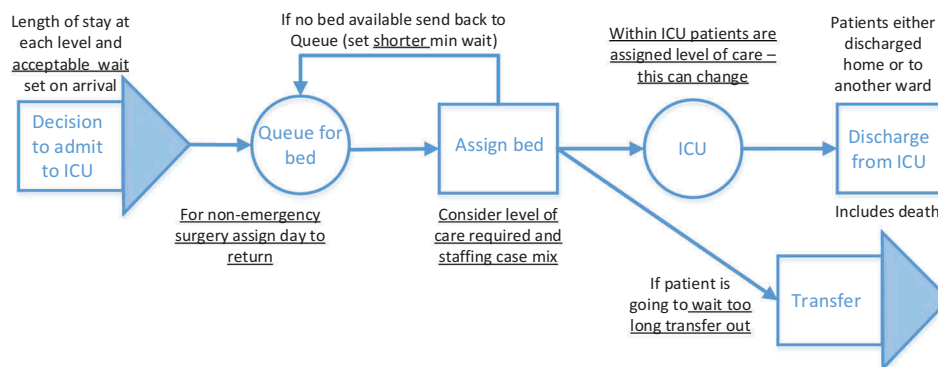 Length of stay at
each level and
acceptable wait
set on arrival
Decision
to admit
to ICU
If no bed available send back to
Queue (set shorter min wait)
Queue for
bed
For non-emergency
surgery assign day to
return
Assign bed
Consider level of
care required and
staffing case mix
Within ICU patients are
assigned level of care –
this can change
ICU
Patients either
discharged
home or to
another ward
Discharge
from ICU
Includes death
If patient is
going to wait too
long transfer out
Transfer